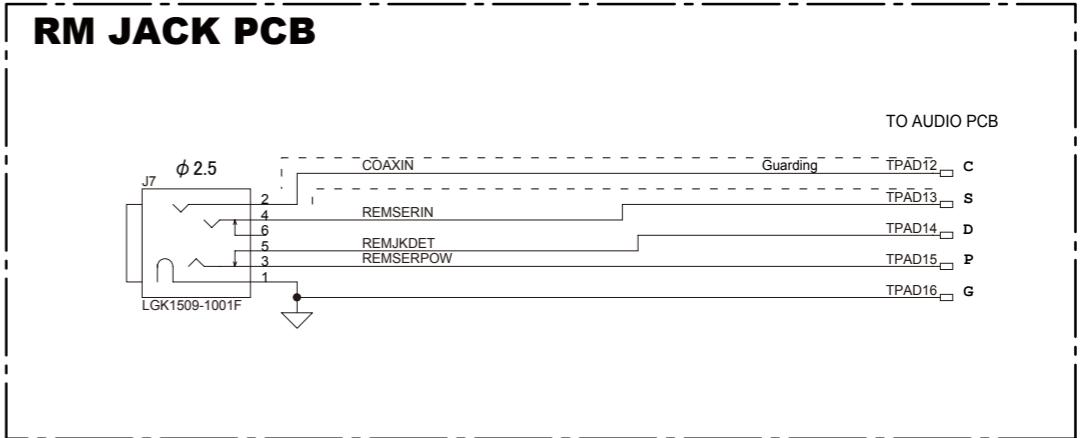 RM JACK PCB
TO AUDIO PCB
φ 2.5
J7
COAXIN
Guarding
TPAD12
C
2
TPAD13
S
4
REMSERIN
6
TPAD14
D
5
REMJKDET
3
REMSERPOW
TPAD15
P
1
TPAD16
G
LGK1509-1001F